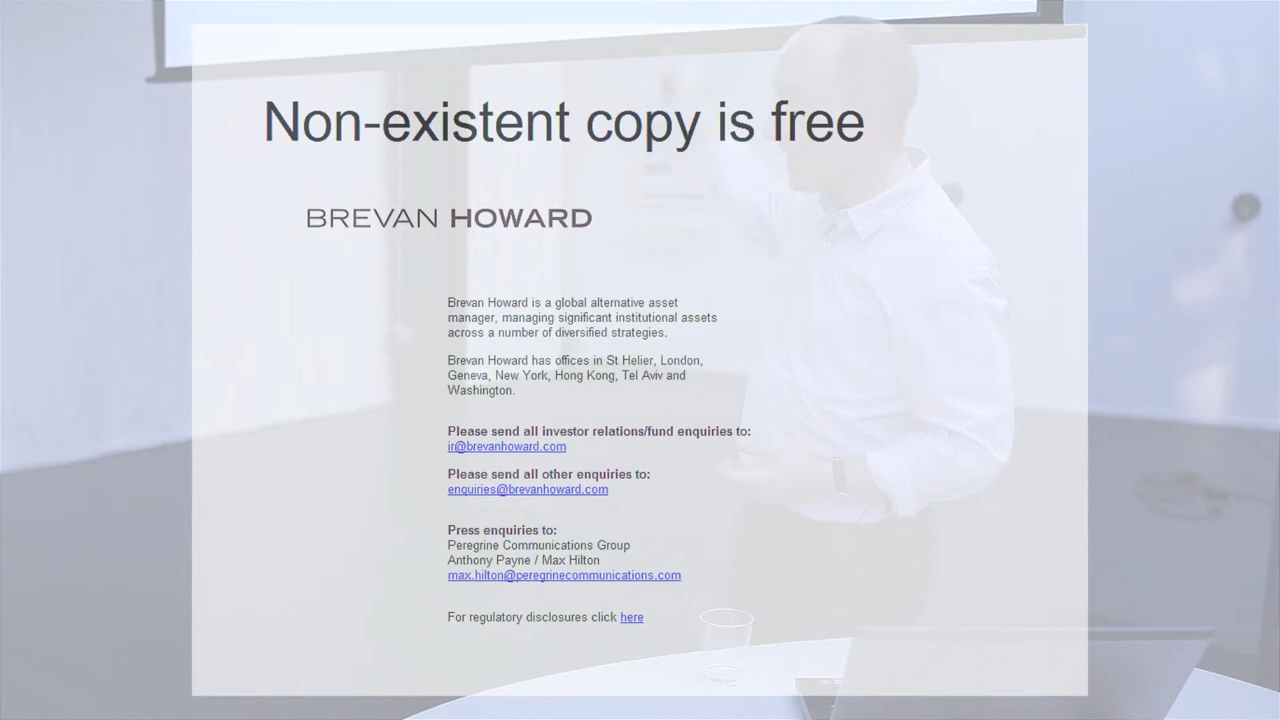 Non-existent copy is free
BREVAN HOWARD
Brevan Howard is a global alternative asset
manager, managing significant institutional assets
across a number of diversified strategies.
Brevan Howard has offices in St Helier, London,
Geneva, New York, Hong Kong, Tel Aviv and
Washington.
Please send all investor relations/fund enquiries to:
ir@brevanhoward.com
Please send all other enquiries to:
enquiries@brevanhoward.com
Press enquiries to:
Peregrine Communications Group
Anthony Payne / Max Hilton
max.hilton@peregrinecommunications.com
For regulatory disclosures click here